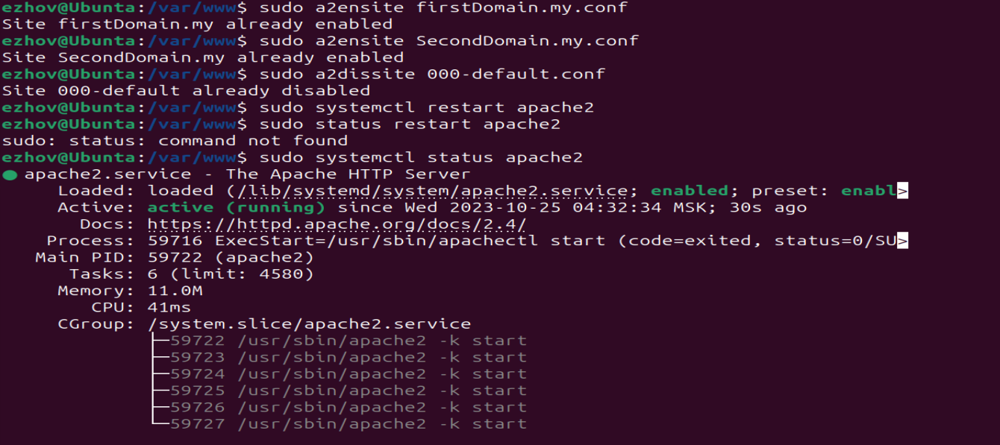 ezhov@Ubunta:/var/www$ sudo a2ensite firstDomain.my.conf
Site firstDomain.my already enabled
ezhov@Ubunta:/var/www$ sudo a2ensite SecondDomain.my.conf
Site SecondDomain.my already enabled
ezhov@Ubunta:/var/www$ sudo a2dissite 000-default.conf
Site 000-default already disabled
ezhov@Ubunta:/var/www$ sudo systemctl restart apache2
ezhov@Ubunta:/var/www$ sudo status restart apache2
sudo: status: command not found
ezhov@Ubunta:/var/www$ sudo systemctl status apache2
● apache2.service - The Apache HTTP Server
Loaded: loaded (/lib/systemd/system/apache2.service; enabled; preset: enabl>
Active: active (running) since Wed 2023-10-25 04:32:34 MSK; 30s ago
Docs: https://httpd.apache.org/docs/2.4/
Process: 59716 ExecStart=/usr/sbin/apachectl start (code=exited, status=0/SU>
Main PID: 59722 (apache2)
Tasks: 6 (limit: 4580)
Memory: 11.0M
CPU: 41ms
CGroup: /system.slice/apache2.service
├─59722 /usr/sbin/apache2 -k start
├─59723 /usr/sbin/apache2 -k start
├─59724 /usr/sbin/apache2 -k start
├─59725 /usr/sbin/apache2 -k start
├─59726 /usr/sbin/apache2 -k start
└─59727 /usr/sbin/apache2 -k start